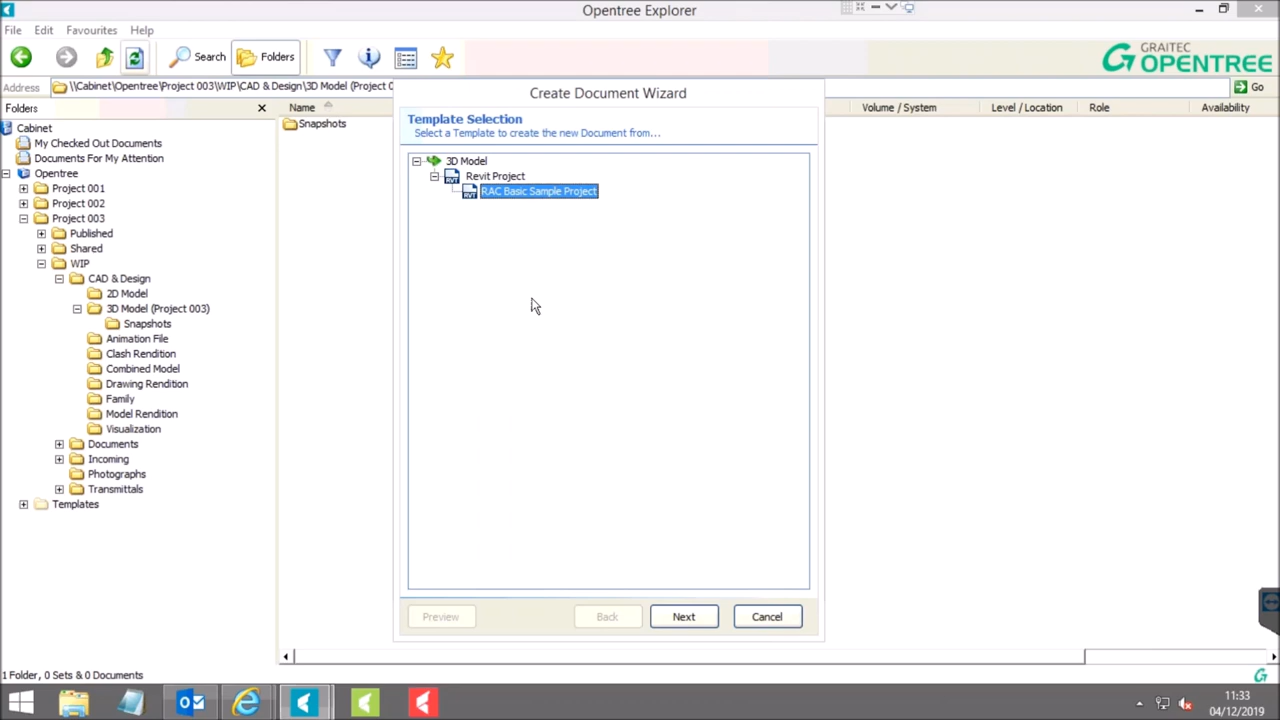 Opentree Explorer
File Edit Favourites Help
Search Folders
GRAITEC OPENTREE
Address \\Cabinet\Opentree\Project 003\WIP\CAD & Design\3D Model (Project 0 Go
Folders
Name Volume / System Level / Location Role Availability
Cabinet
My Checked Out Documents
Documents For My Attention
Opentree
Project 001
Project 002
Project 003
Published
Shared
WIP
CAD & Design
2D Model
3D Model (Project 003)
Snapshots
Animation File
Clash Rendition
Combined Model
Drawing Rendition
Family
Model Rendition
Visualization
Documents
Incoming
Photographs
Transmittals
Templates
Snapshots
Create Document Wizard
Template Selection
Select a Template to create the new Document from...
3D Model
RVT Revit Project
RVT RAC Basic Sample Project
Preview Back Next Cancel
1 Folder, 0 Sets & 0 Documents
11:33
04/12/2019